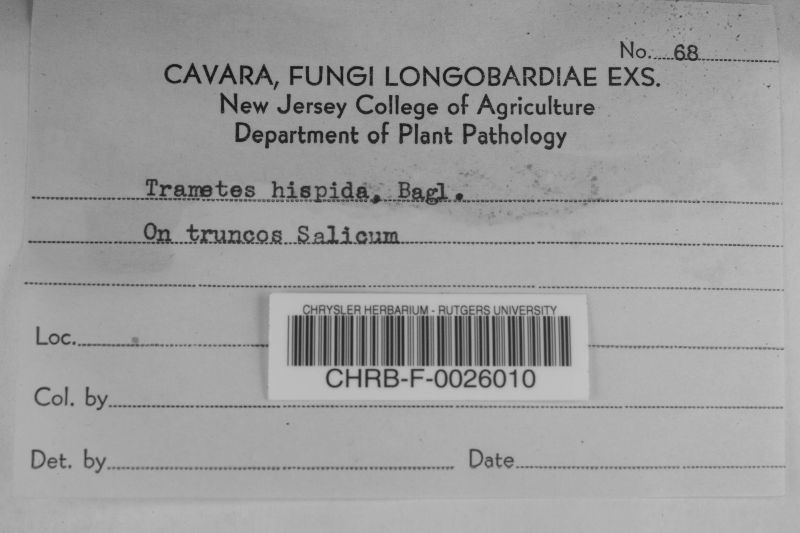 No. 68
CAVARA, FUNGI LONGOBARDIAE EXS.
New Jersey College of Agriculture
Department of Plant Pathology
Trametes hispida, Bagl.
On truncos Salicum
CHRYSLER HERBARIUM - RUTGERS UNIVERSITY
Loc.
CHRB-F-0026010
Col. by
Det. by Date